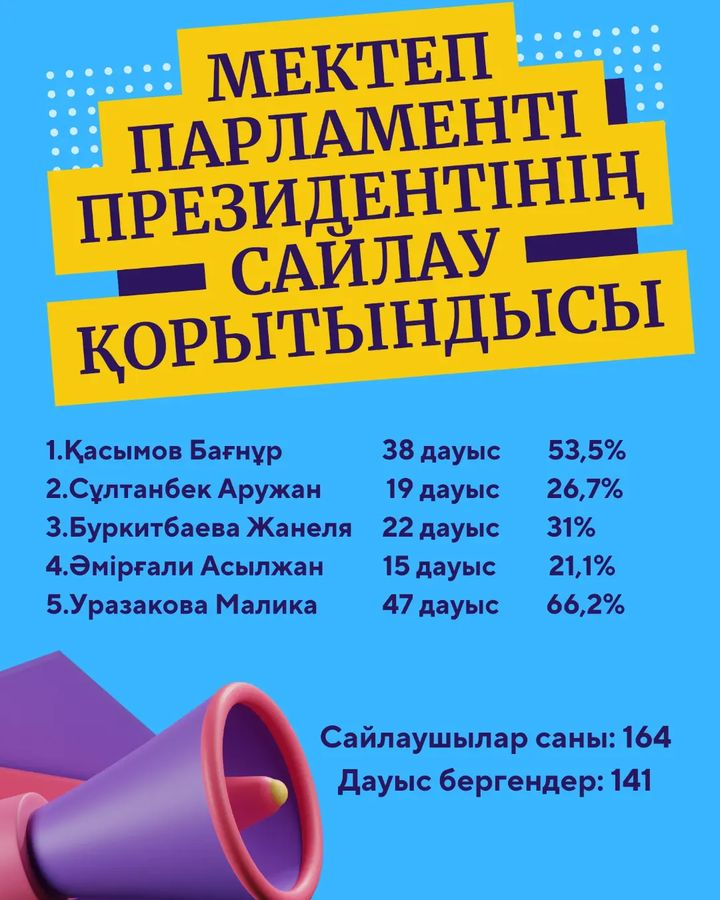 МЕКТЕП
ПАРЛАМЕНТІ
ПРЕЗИДЕНТІНІҢ
САЙЛАУ
ҚОРЫТЫНДЫСЫ
1.Қасымов Бағнұр 38 дауыс 53,5%
2.Сұлтанбек Аружан 19 дауыс 26,7%
3.Буркитбаева Жанеля 22 дауыс 31%
4.Әмірғали Асылжан 15 дауыс 21,1%
5.Уразакова Малика 47 дауыс 66,2%
Сайлаушылар саны: 164
Дауыс бергендер: 141